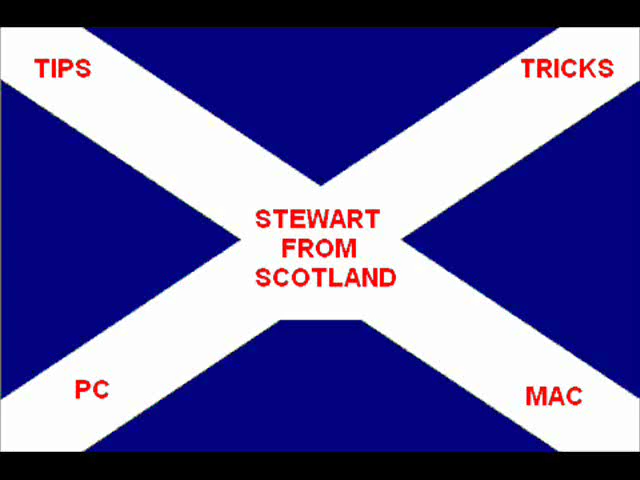 TIPS
TRICKS
STEWART
FROM
SCOTLAND
PC
MAC